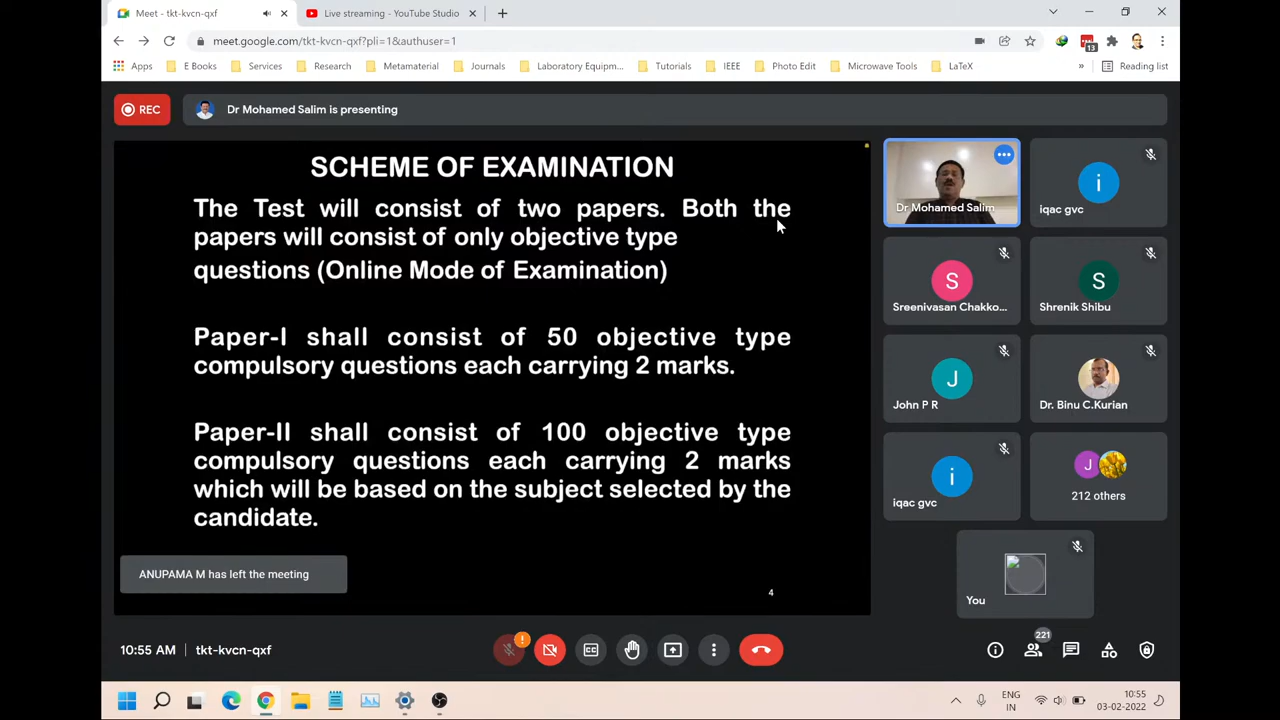 Meet - tkt-kvcn-qxf
Live streaming - YouTube Studio
meet.google.com/tkt-kvcn-qxf?pli=1&authuser=1
13
Apps
E Books
Services
Research
Metamaterial
Journals
Laboratory Equipm...
Tutorials
IEEE
Photo Edit
Microwave Tools
LaTeX
»
Reading list
REC
Dr Mohamed Salim is presenting
SCHEME OF EXAMINATION
The Test will consist of two papers. Both the
papers will consist of only objective type
questions (Online Mode of Examination)
Paper-I shall consist of 50 objective type
compulsory questions each carrying 2 marks.
Paper-II shall consist of 100 objective type
compulsory questions each carrying 2 marks
which will be based on the subject selected by the
candidate.
4
ANUPAMA M has left the meeting
Dr Mohamed Salim
i
iqac gvc
S
Sreenivasan Chakko...
S
Shrenik Shibu
J
John P R
Dr. Binu C.Kurian
i
iqac gvc
J
212 others
You
10:55 AM
tkt-kvcn-qxf
221
ENG
IN
10:55
03-02-2022